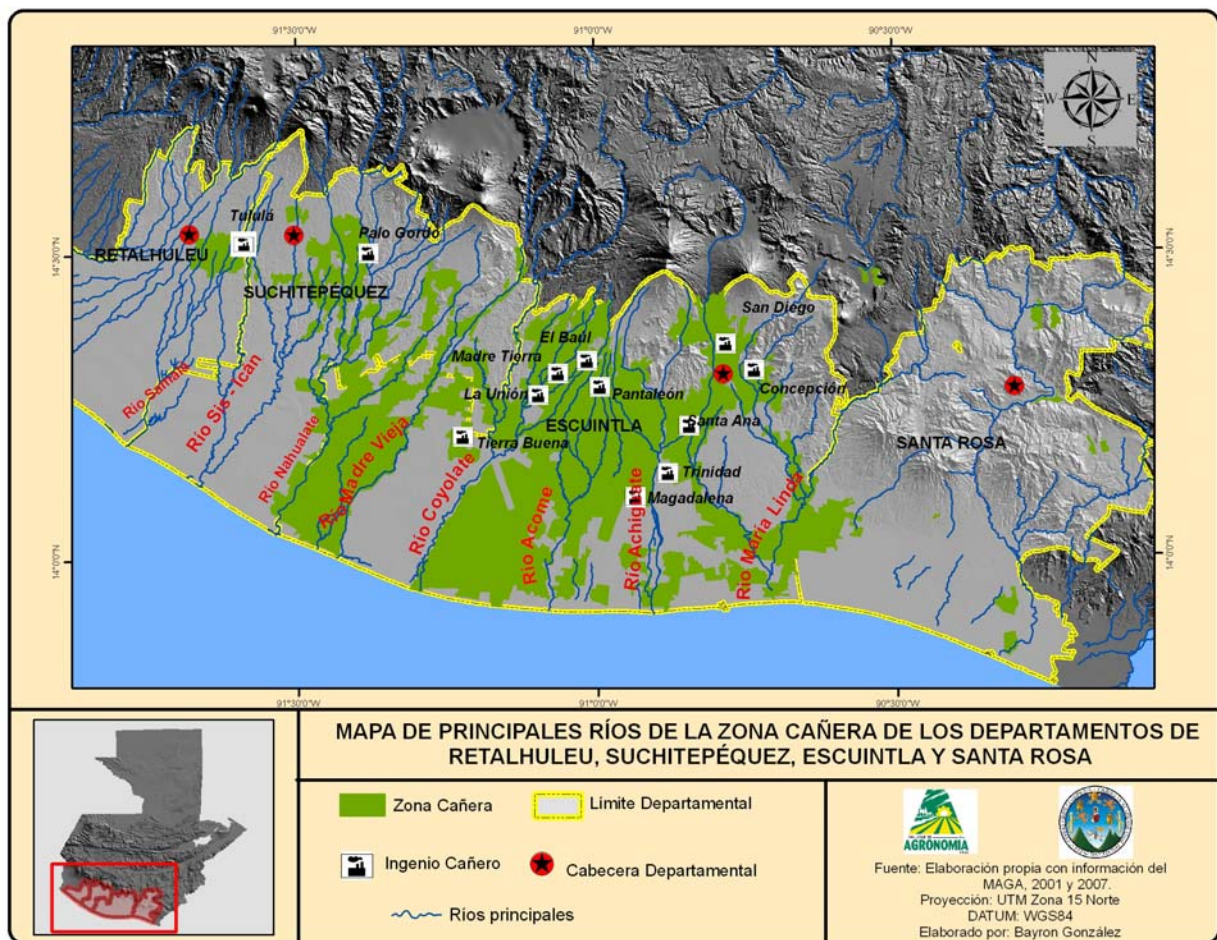 91°30'0"W
91°00'W
90°30'0"W
N
W
E
S
14°30'0"N
14°30'0"N
Tululá
RETALHULEU
Palo Gordo
SUCHITEPÉQUEZ
San Diego
El Baúl
Madre Tierra
La Unión
Pantaleón
Concepción
ESCUINTLA
Santa Ana
SANTA ROSA
Tierra Buena
Trinidad
Magadalena
Río Samalá
Río Sis - Ican
Río Nahualate
Río Madre Vieja
Río Coyolate
Río Acome
Río Achiguate
Río María Linda
14°0'0"N
14°0'0"N
91°30'0"W
91°0'0"W
90°30'0"W
MAPA DE PRINCIPALES RÍOS DE LA ZONA CAÑERA DE LOS DEPARTAMENTOS DE
RETALHULEU, SUCHITEPÉQUEZ, ESCUINTLA Y SANTA ROSA
Zona Cañera
Límite Departamental
Ingenio Cañero
Cabecera Departamental
Ríos principales
AGRONOMIA
Fuente: Elaboración propia con información del
MAGA, 2001 y 2007.
Proyección: UTM Zona 15 Norte
DATUM: WGS84
Elaborado por: Bayron González